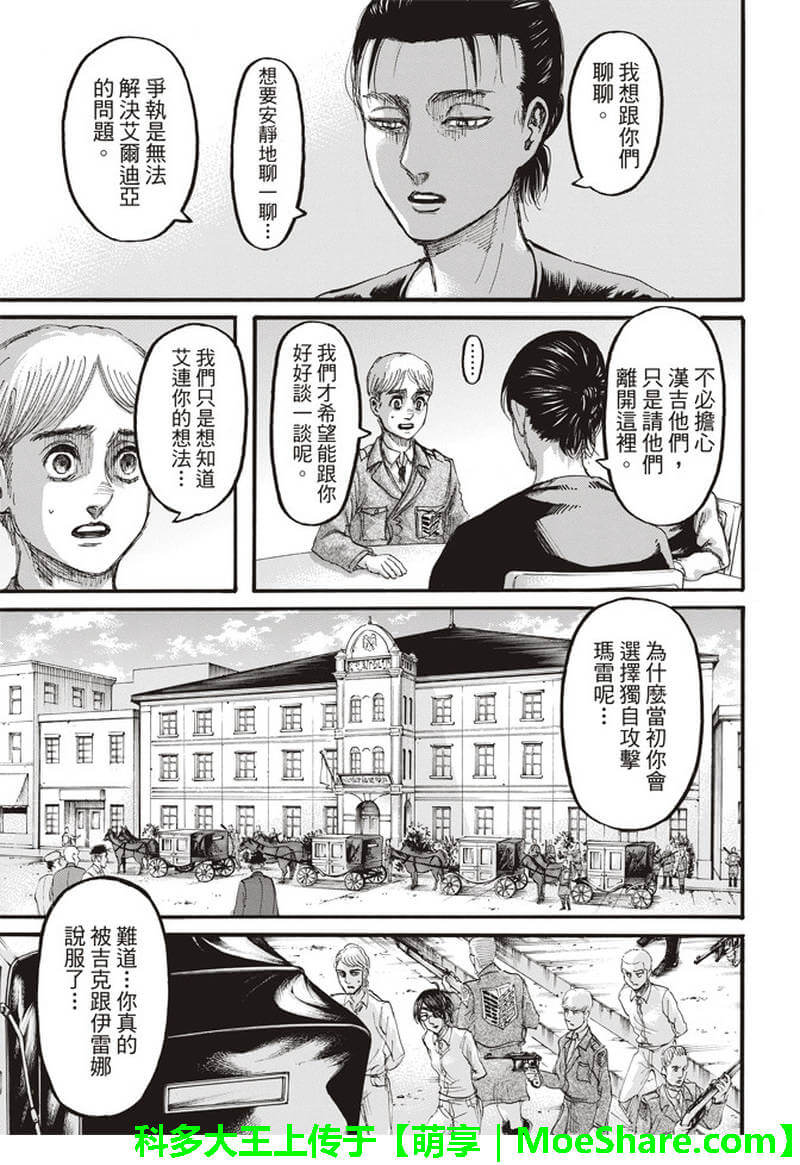 我想跟你們
聊聊。
想要安靜地聊一聊⋯
爭執是無法
解決艾爾迪亞
的問題。
不必擔心
漢吉他們，
只是請他們
離開這裡。
……
我們才希望能跟你
好好談一談呢。
我們只是想知道
艾連你的想法⋯
為什麼當初你會
選擇獨自攻擊
瑪雷呢⋯
難道⋯你真的
被吉克跟伊雷娜
說服了⋯
科多大王上传于【萌享】|MoeShare.com】